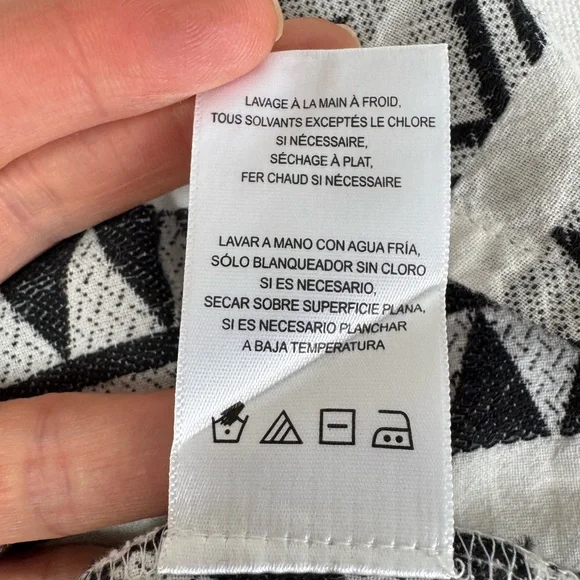 LAVAGE À LA MAIN À FROID,
TOUS SOLVANTS EXCEPTÉS LE CHLORE
SI NÉCESSAIRE,
SÉCHAGE À PLAT,
FER CHAUD SI NÉCESSAIRE
LAVAR A MANO CON AGUA FRÍA,
SÓLO BLANQUEADOR SIN CLORO
SI ES NECESARIO,
SECAR SOBRE SUPERFICIE PLANA,
SI ES NECESARIO PLANCHAR
A BAJA TEMPERATURA